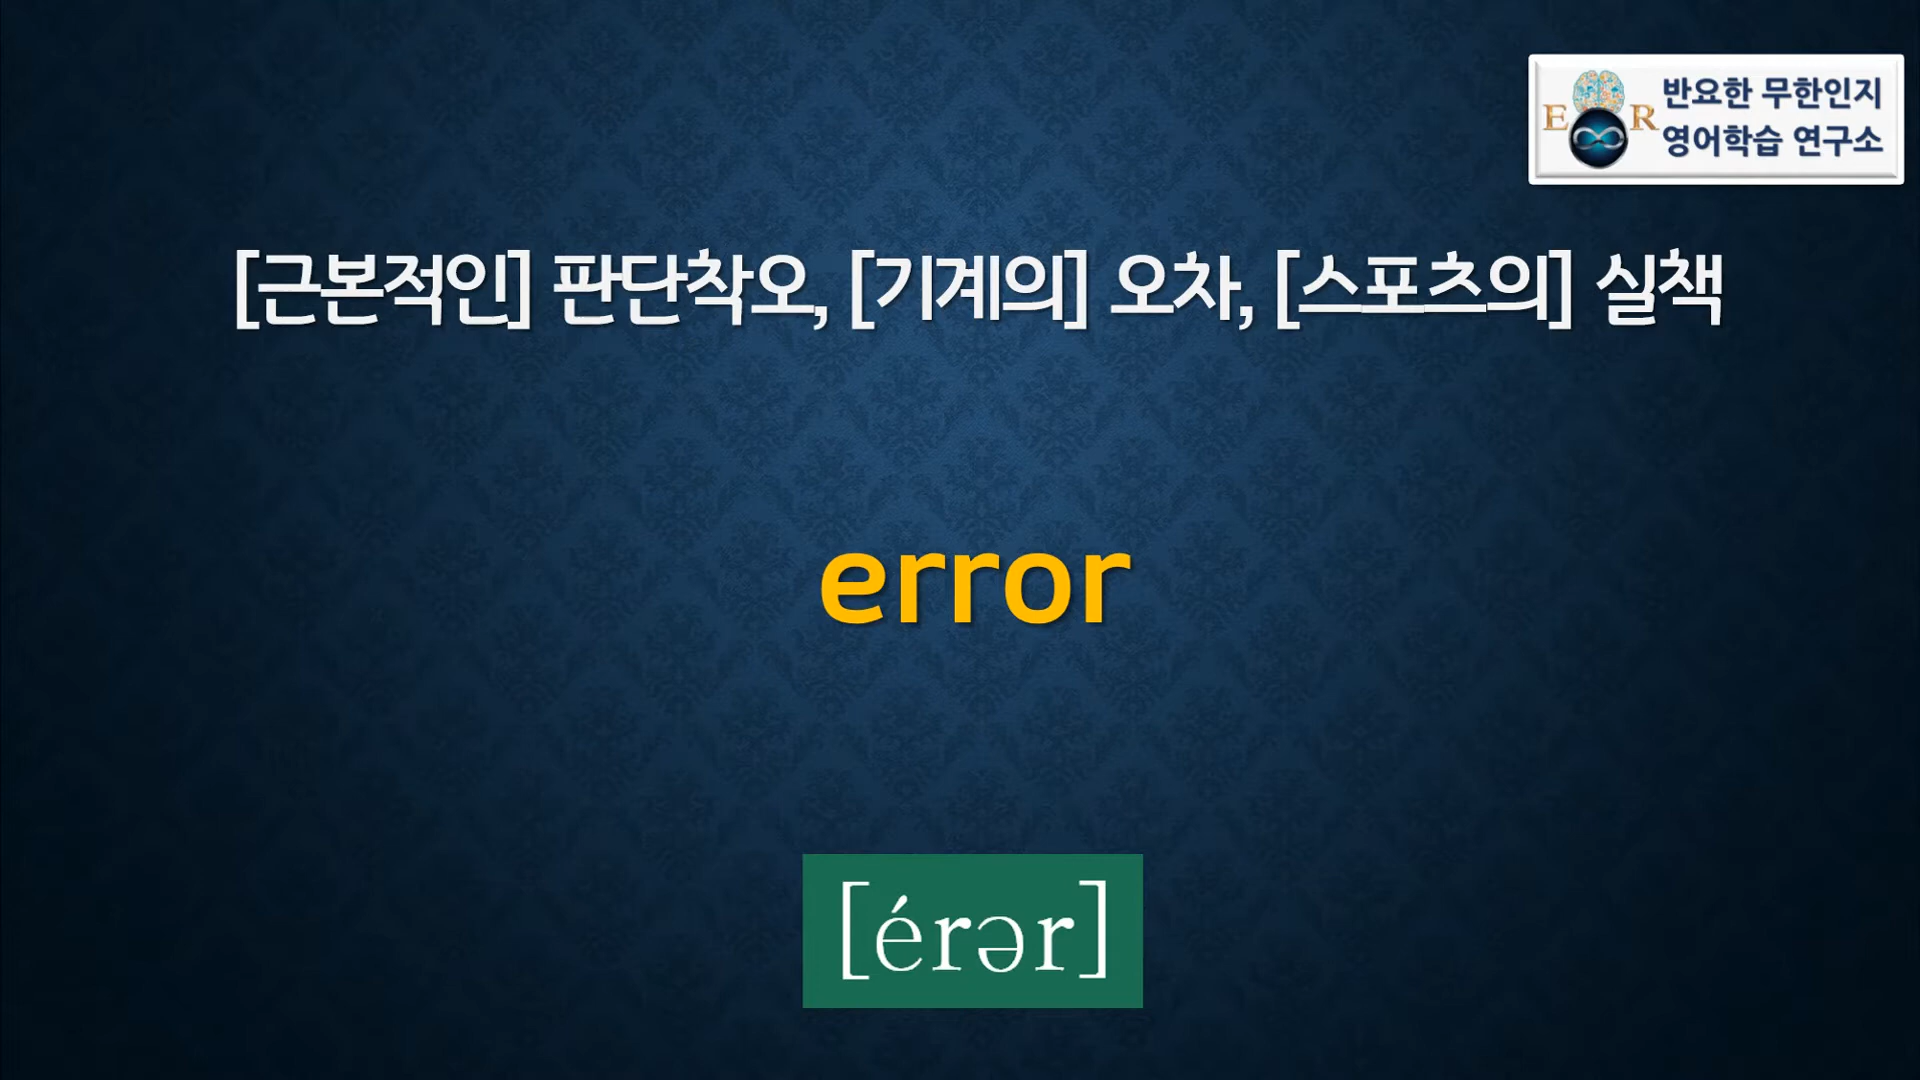 반요한 무한인지
E R
영어학습 연구소
[근본적인] 판단착오, [기계의] 오차, [스포츠의] 실책
error
[érər]